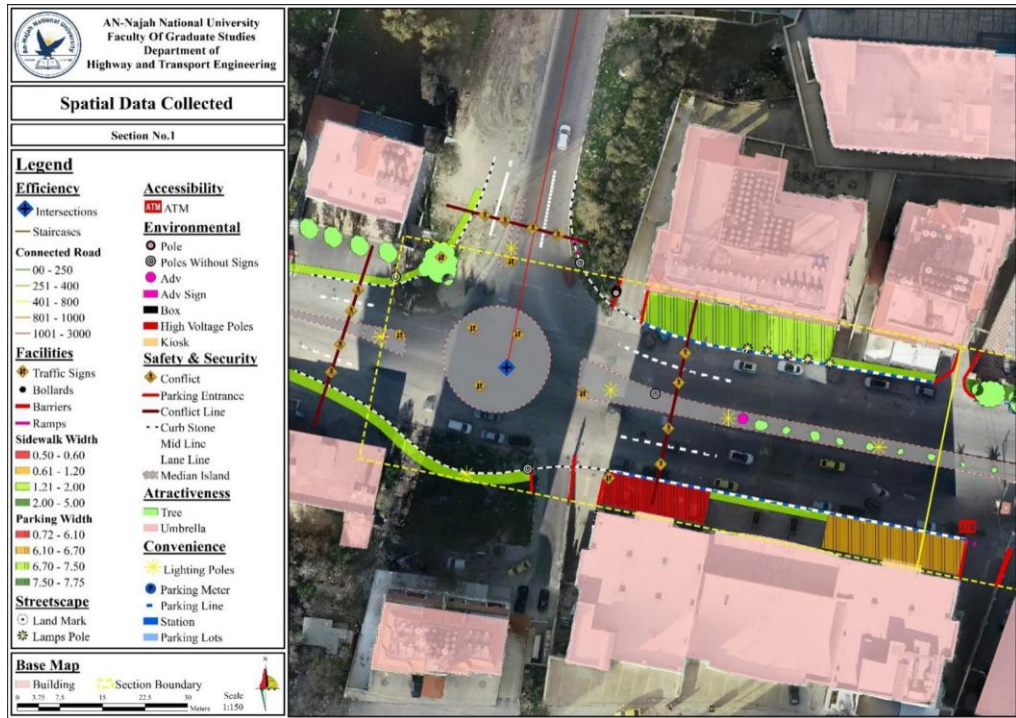 An-Najah National University
AN-Najah National University
Faculty Of Graduate Studies
Department of
Highway and Transport Engineering
Spatial Data Collected
Section No.1
Legend
Efficiency
Intersections
Staircases
Connected Road
00 - 250
251 - 400
401 - 800
801 - 1000
1001 - 3000
Facilities
Traffic Signs
Bollards
Barriers
Ramps
Sidewalk Width
0.50 - 0.60
0.61 - 1.20
1.21 - 2.00
2.00 - 5.00
Parking Width
0.72 - 6.10
6.10 - 6.70
6.70 - 7.50
7.50 - 7.75
Streetscape
Land Mark
Lamps Pole
Accessibility
ATM ATM
Environmental
Pole
Poles Without Signs
Adv
Adv Sign
Box
High Voltage Poles
Kiosk
Safety & Security
Conflict
Parking Entrance
Conflict Line
Curb Stone
Mid Line
Lane Line
Median Island
Atractiveness
Tree
Umbrella
Convenience
Lighting Poles
Parking Meter
Parking Line
Station
Parking Lots
Base Map
Building
Section Boundary
0 3.75 7.5 15 22.5 30
Meters
Scale
1:150
ATM